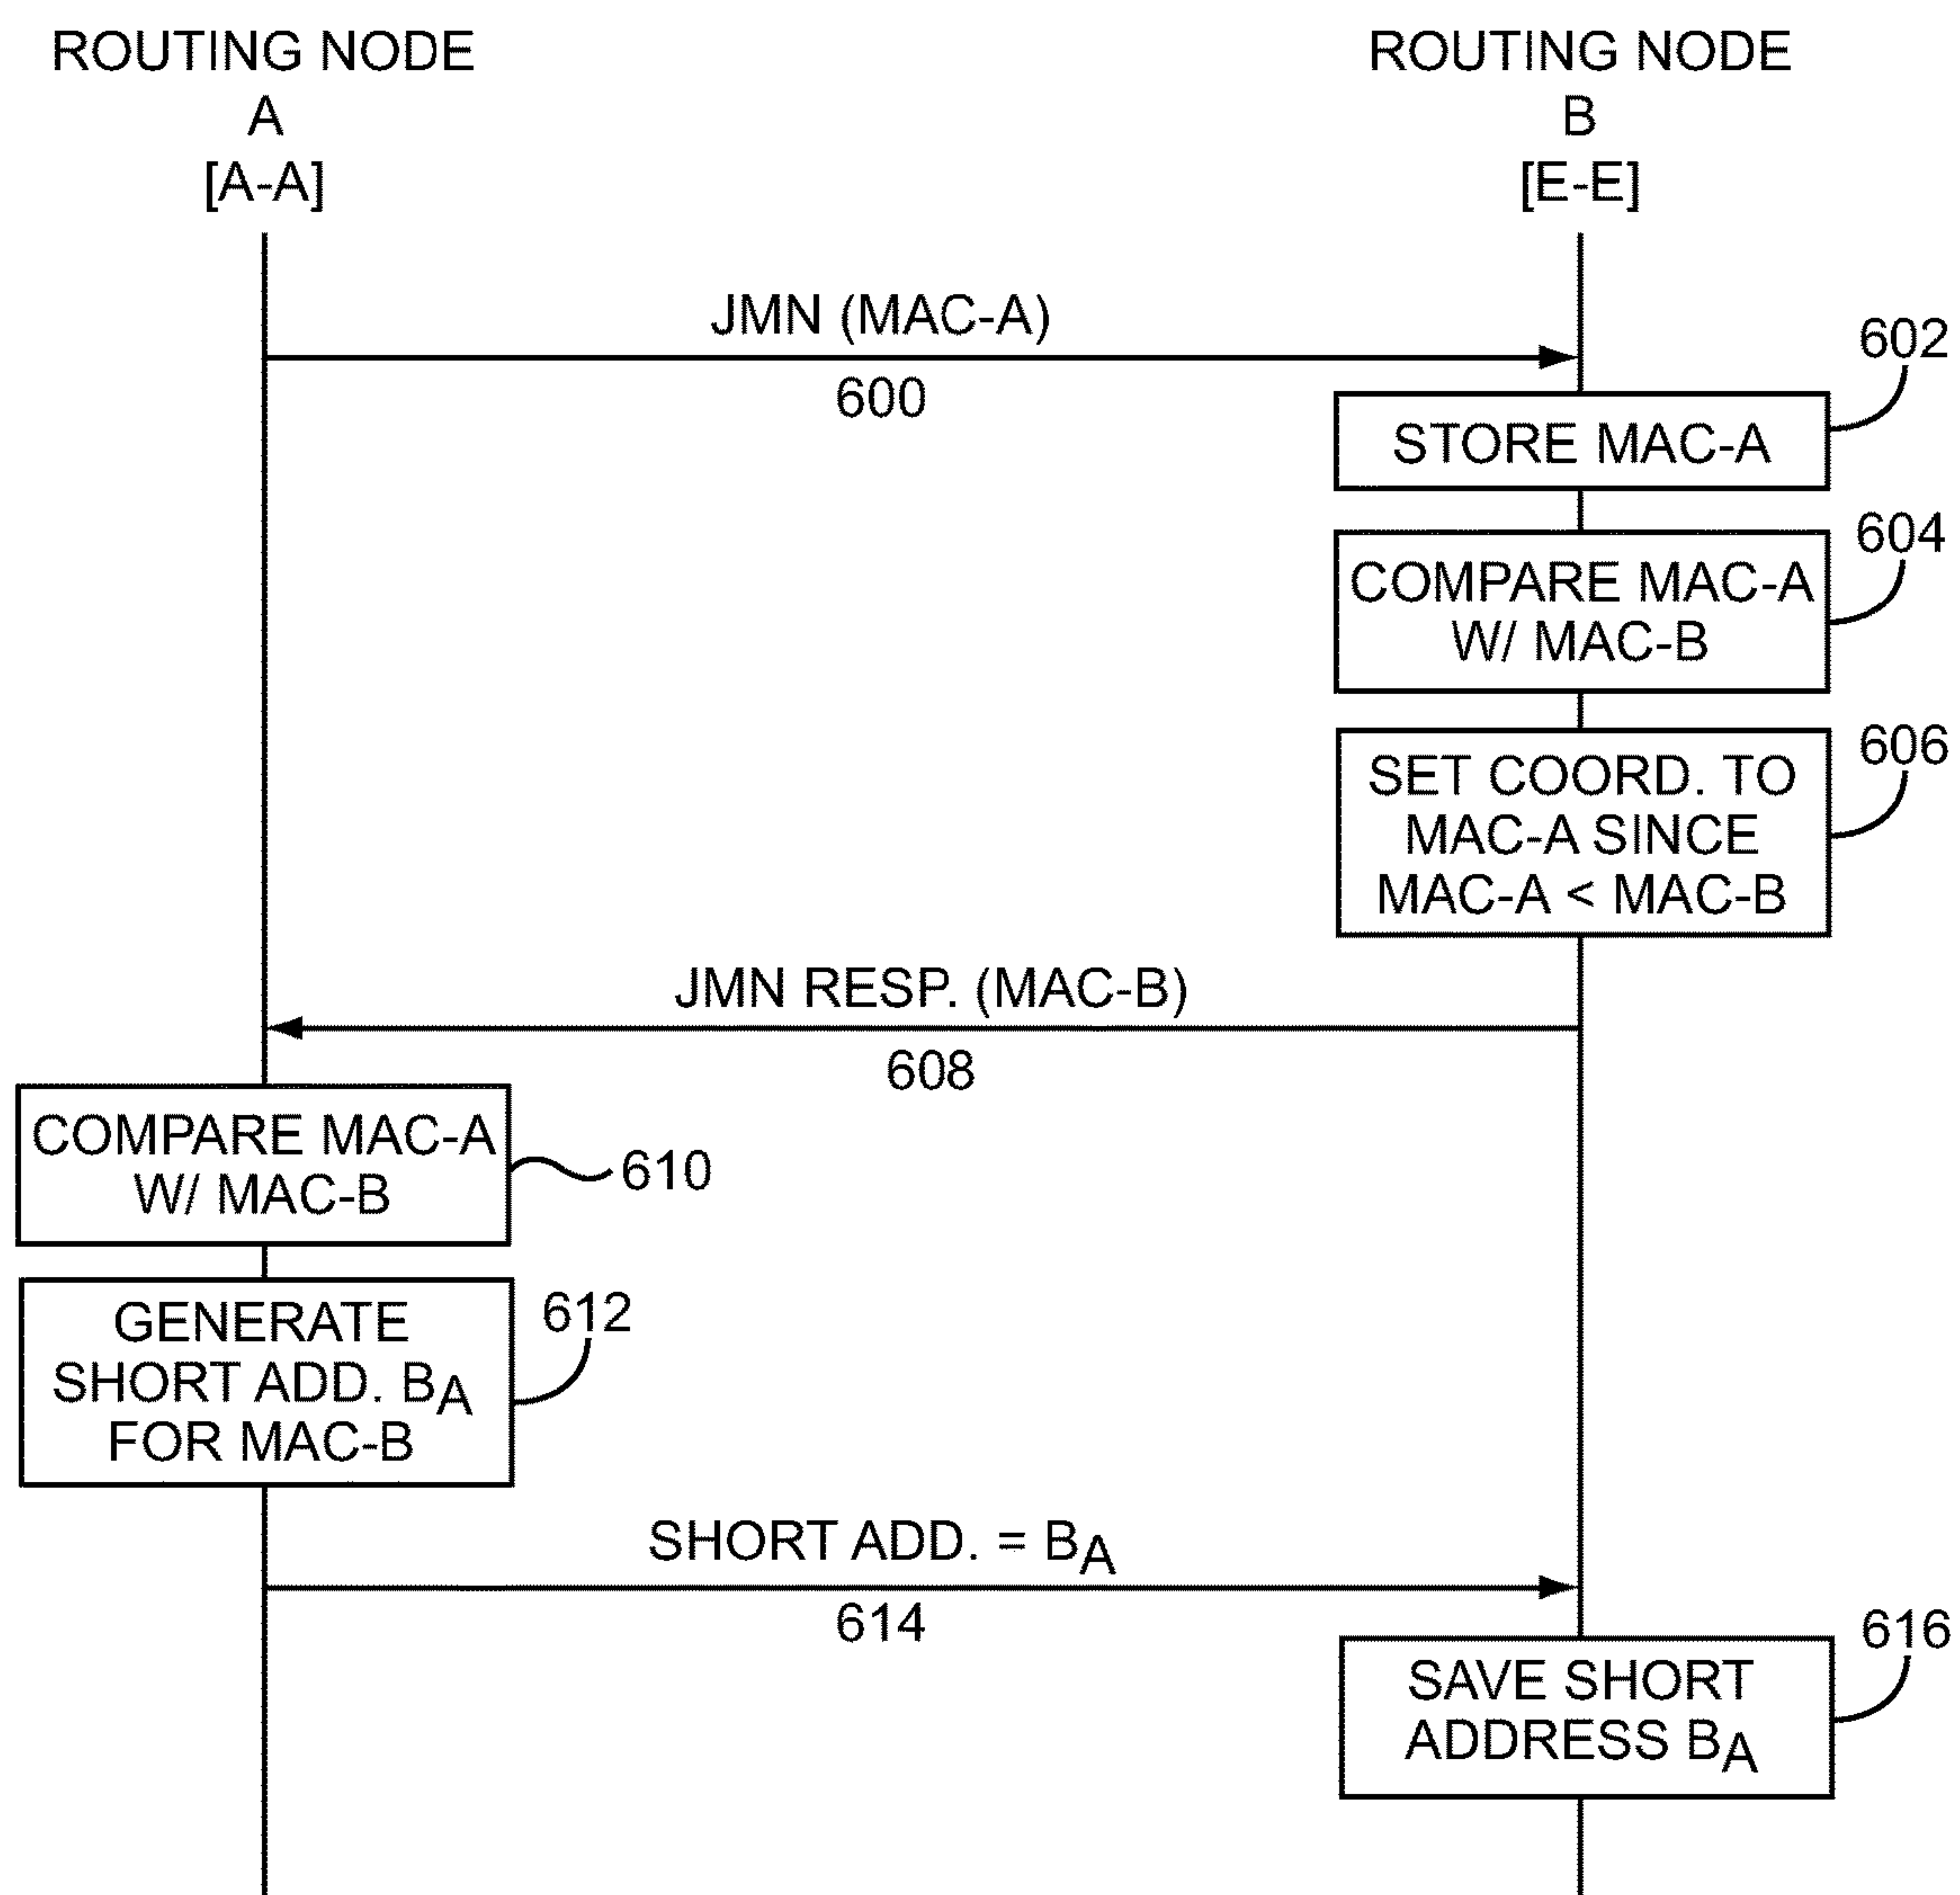 ROUTING NODE
A
[A-A]
ROUTING NODE
B
[E-E]
JMN (MAC-A)
600
602
STORE MAC-A
604
COMPARE MAC-A
W/ MAC-B
606
SET COORD. TO
MAC-A SINCE
MAC-A < MAC-B
JMN RESP. (MAC-B)
608
COMPARE MAC-A
W/ MAC-B
610
612
GENERATE
SHORT ADD. BA
FOR MAC-B
SHORT ADD. = BA
614
616
SAVE SHORT
ADDRESS BA